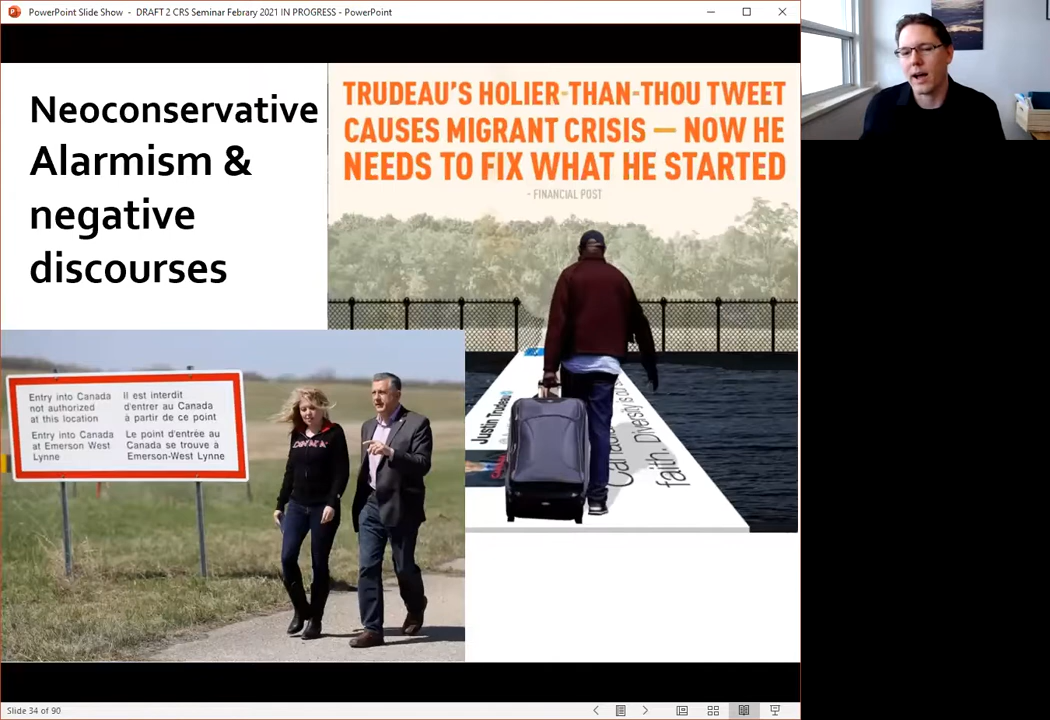 PowerPoint Slide Show - DRAFT 2 CRS Seminar Febrary 2021 IN PROGRESS - PowerPoint
Neoconservative
Alarmism &
negative
discourses
TRUDEAU'S HOLIER-THAN-THOU TWEET
CAUSES MIGRANT CRISIS — NOW HE
NEEDS TO FIX WHAT HE STARTED
- FINANCIAL POST
Justin Trudeau
faith. Diversity is
Entry into Canada
not authorized
at this location
Entry into Canada
at Emerson West
Lynne
Il est interdit
d'entrer au Canada
à partir de ce point
Le point d'entrée au
Canada se trouve à
Emerson-West Lynne
Slide 34 of 90